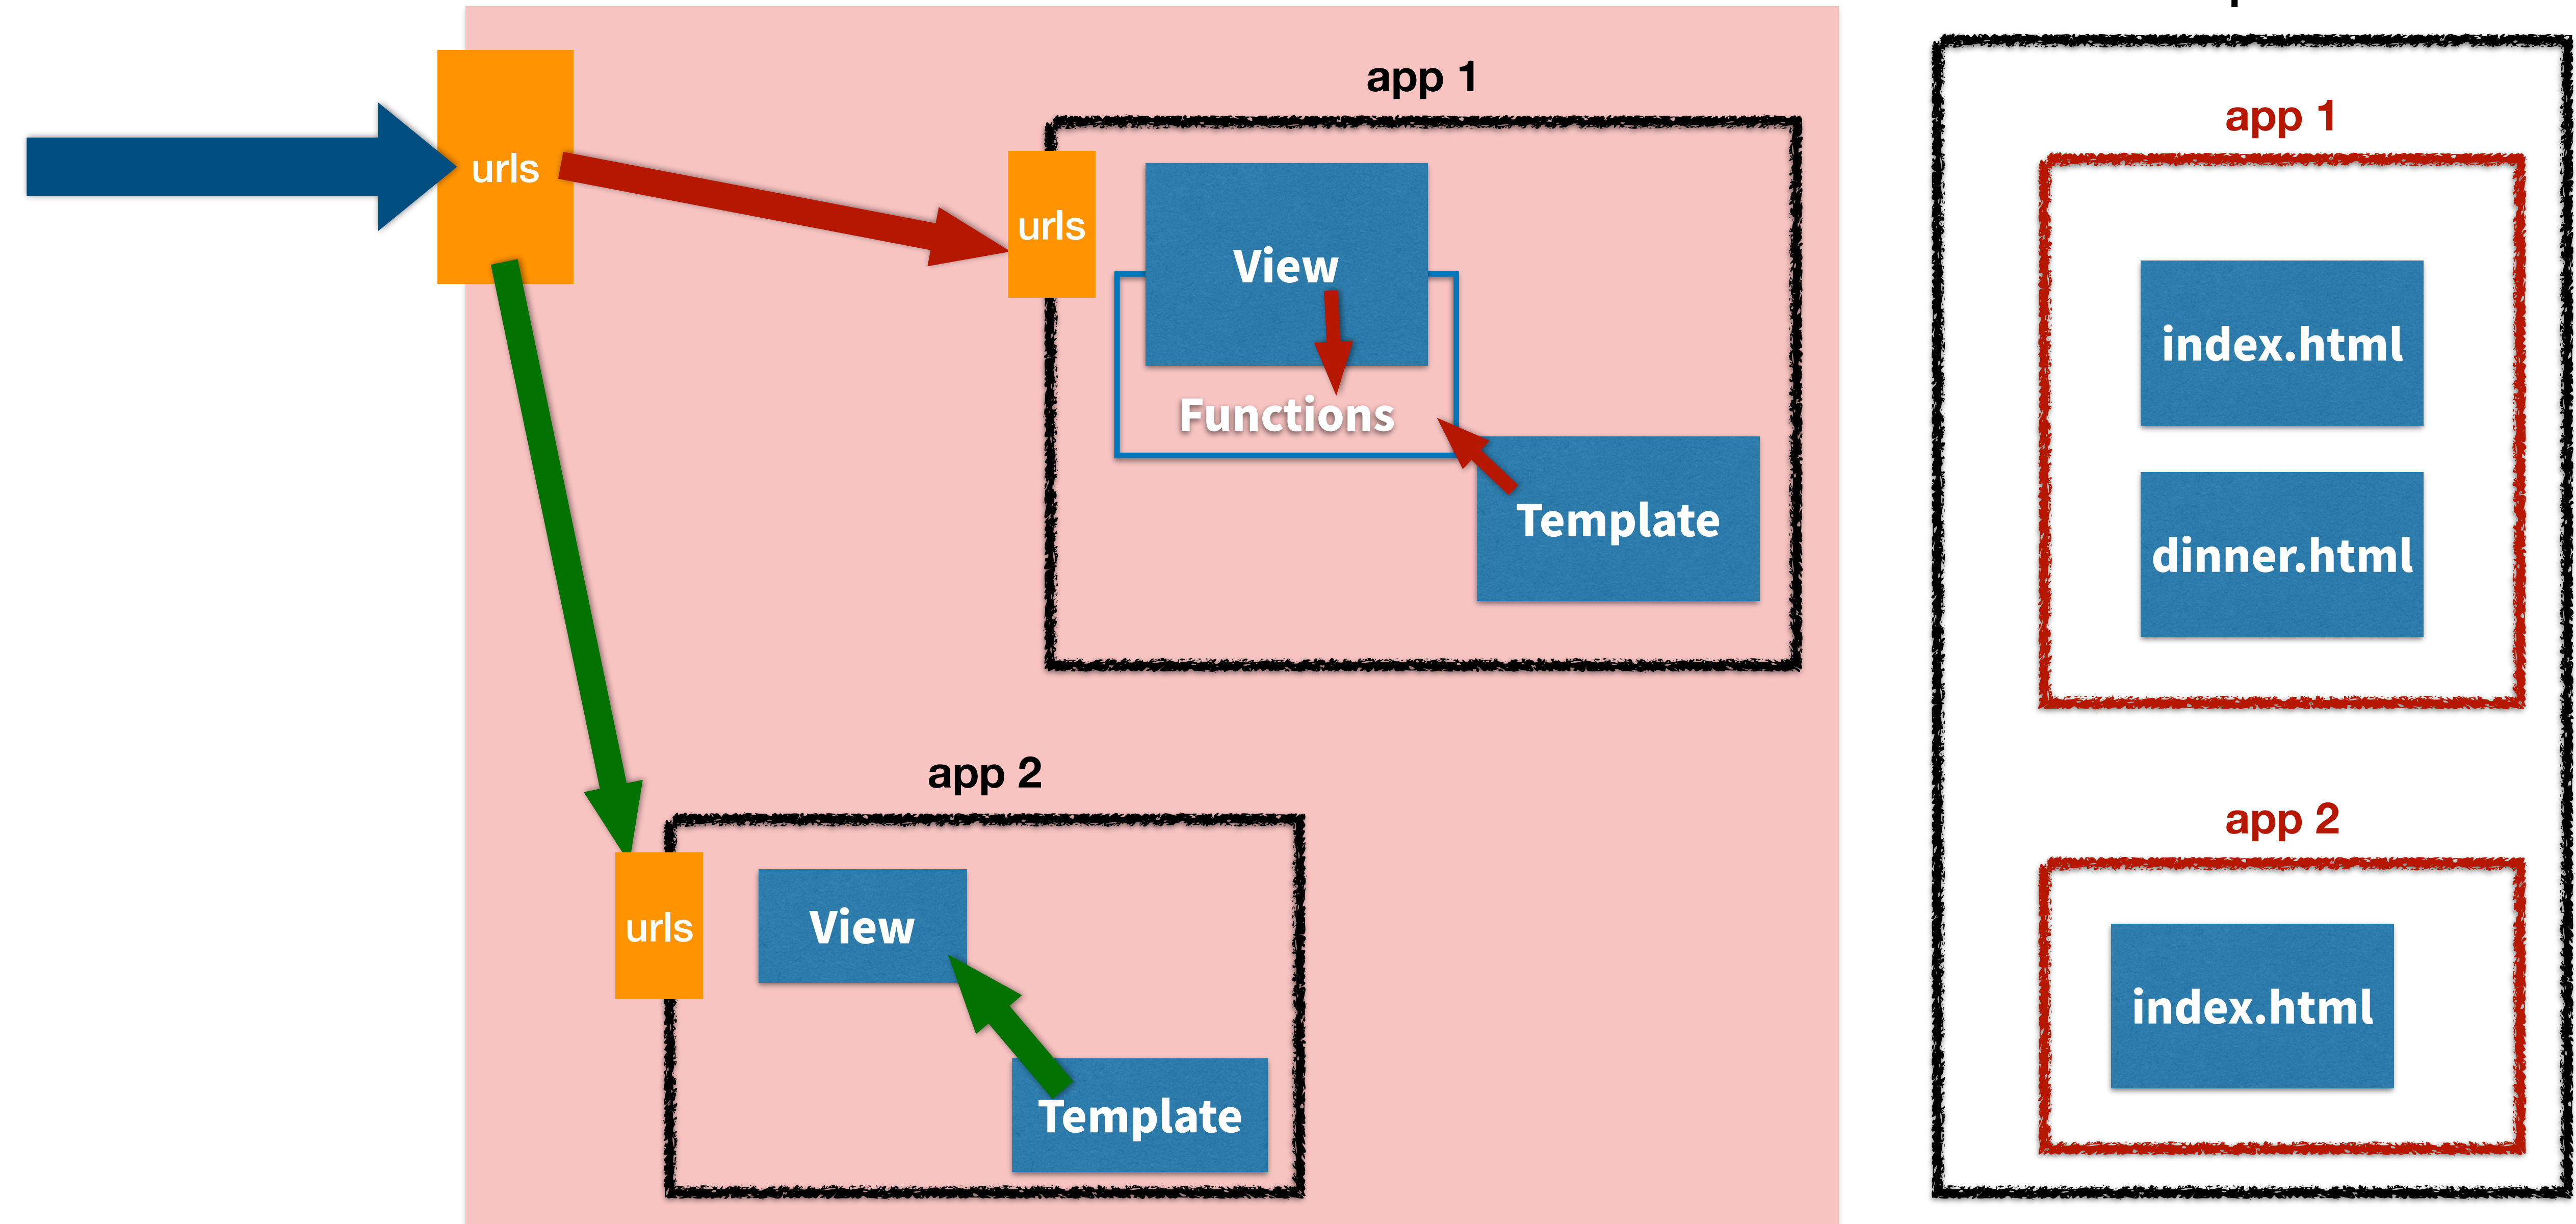 app 1
urls
urls
View
Functions
Template
app 2
urls
View
Template
app 1
index.html
dinner.html
app 2
index.html